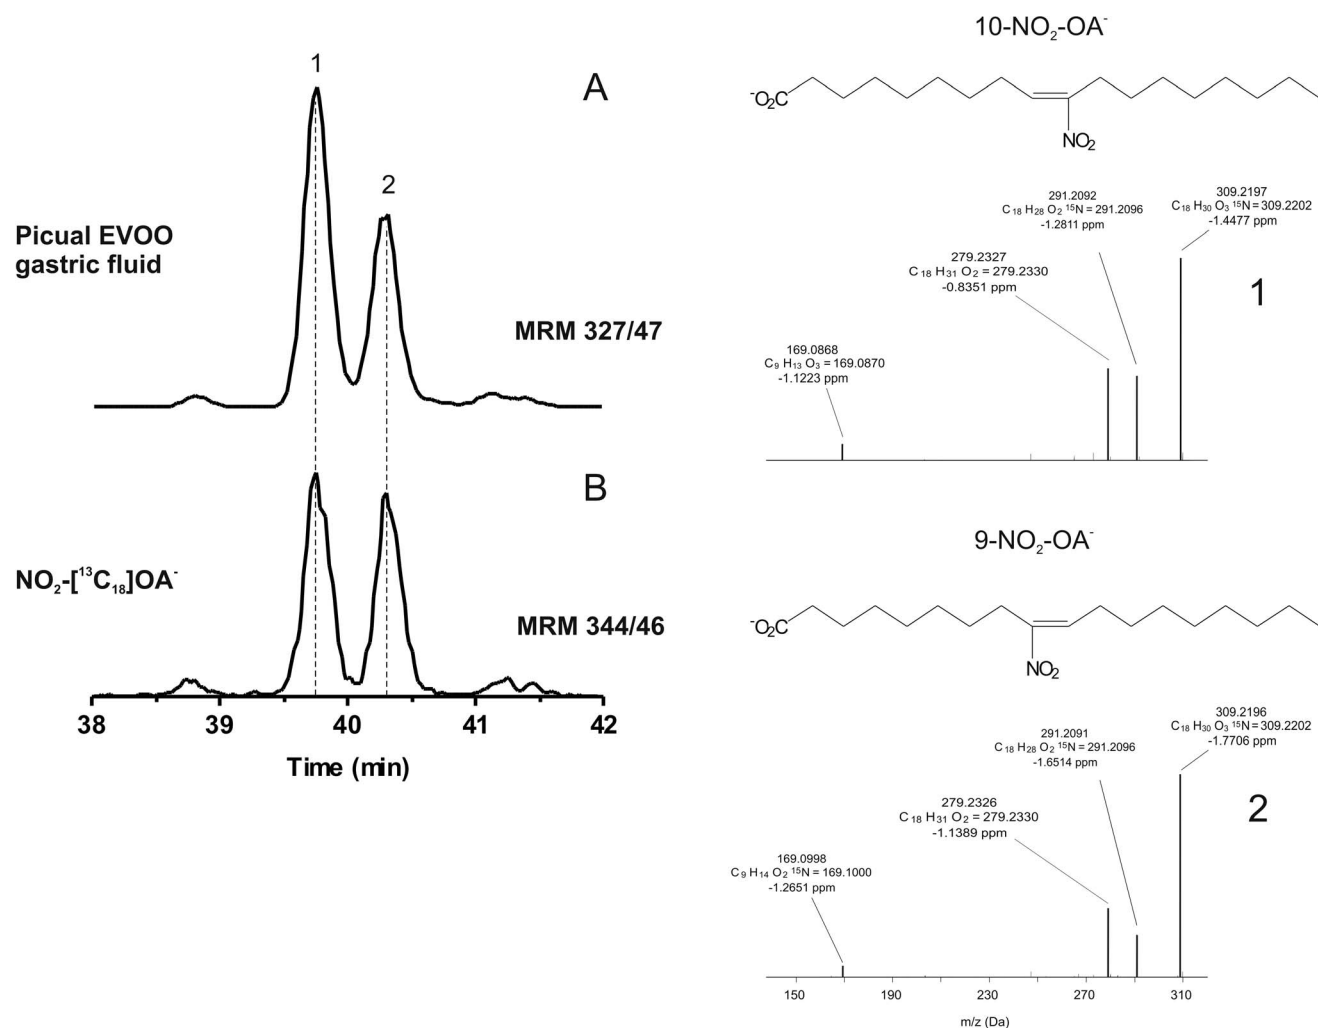 A
1
2
Picual EVOO
gastric fluid
MRM 327/47
B
NO₂-[¹³C₁₈]OA⁻
MRM 344/46
38 39 40 41 42
Time (min)
10-NO₂-OA⁻
⁻O₂C
NO₂
309.2197
C₁₈ H₃₀ O₃ ¹⁵N = 309.2202
-1.4477 ppm
291.2092
C₁₈ H₂₈ O₂ ¹⁵N = 291.2096
-1.2811 ppm
279.2327
C₁₈ H₃₁ O₂ = 279.2330
-0.8351 ppm
169.0868
C₉ H₁₃ O₃ = 169.0870
-1.1223 ppm
1
9-NO₂-OA⁻
⁻O₂C
NO₂
309.2196
C₁₈ H₃₀ O₃ ¹⁵N = 309.2202
-1.7706 ppm
291.2091
C₁₈ H₂₈ O₂ ¹⁵N = 291.2096
-1.6514 ppm
279.2326
C₁₈ H₃₁ O₂ = 279.2330
-1.1389 ppm
169.0998
C₉ H₁₄ O₂ ¹⁵N = 169.1000
-1.2651 ppm
2
150 190 230 270 310
m/z (Da)